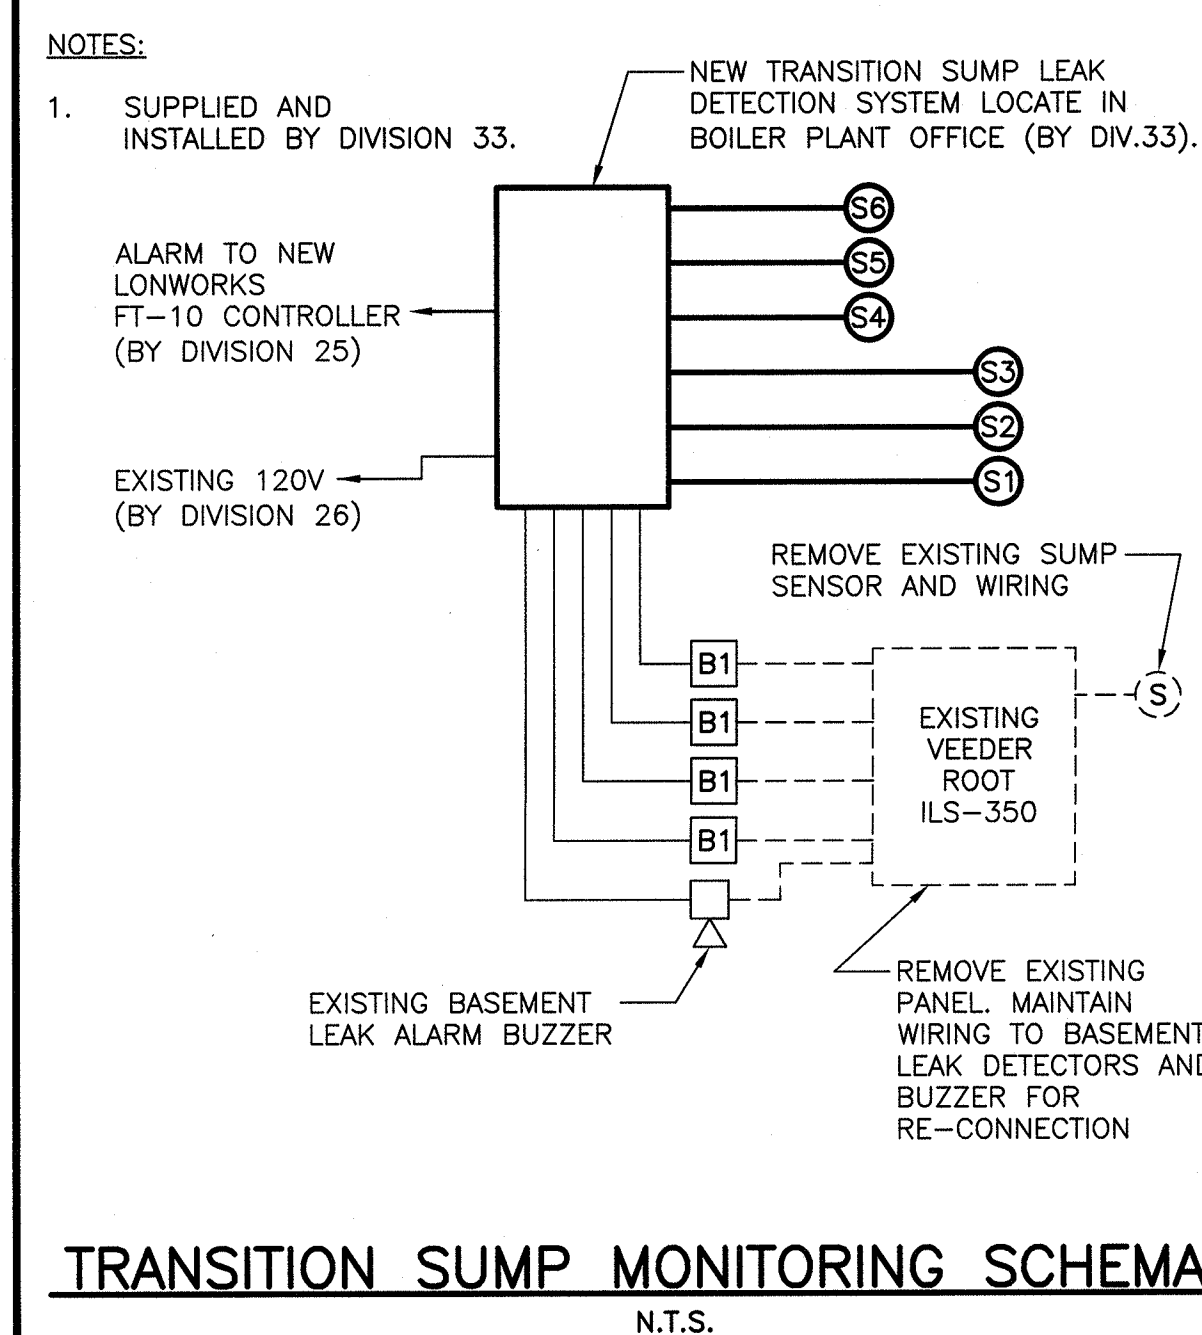 NOTES:
1. SUPPLIED AND
INSTALLED BY DIVISION 33.
NEW TRANSITION SUMP LEAK
DETECTION SYSTEM LOCATE IN
BOILER PLANT OFFICE (BY DIV.33).
S6
S5
S4
S3
S2
S1
ALARM TO NEW
LONWORKS
FT-10 CONTROLLER
(BY DIVISION 25)
EXISTING 120V
(BY DIVISION 26)
REMOVE EXISTING SUMP
SENSOR AND WIRING
S
B1
B1
B1
B1
EXISTING
VEEDER
ROOT
ILS-350
EXISTING BASEMENT
LEAK ALARM BUZZER
REMOVE EXISTING
PANEL. MAINTAIN
WIRING TO BASEMENT
LEAK DETECTORS AND
BUZZER FOR
RE-CONNECTION
TRANSITION SUMP MONITORING SCHEMA
N.T.S.